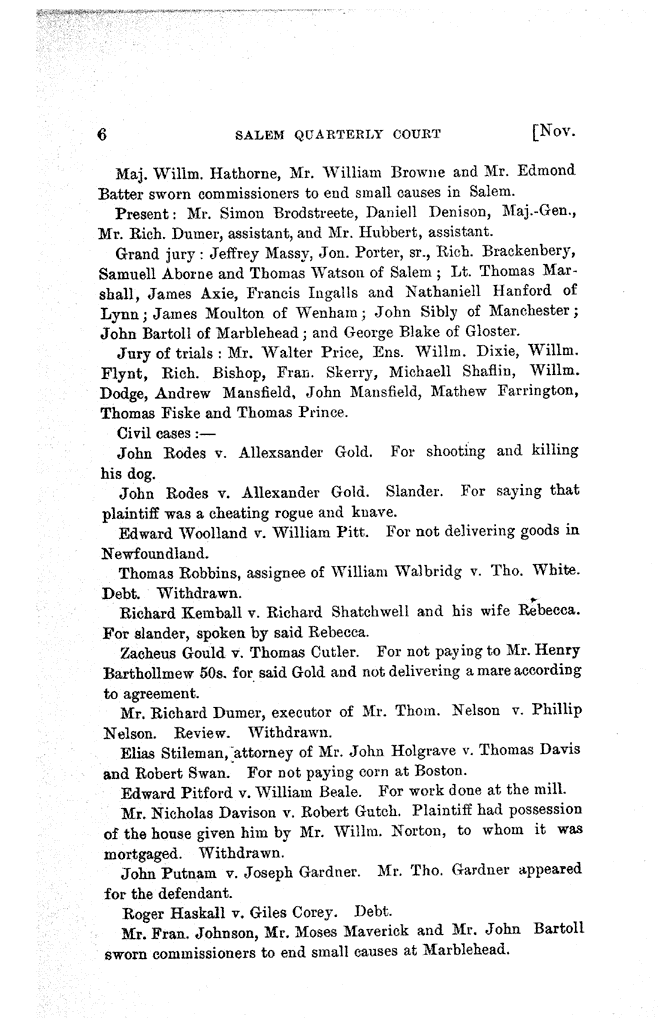 6 SALEM QUARTERLY COURT [Nov.
Maj. Willm. Hathorne, Mr. William Browne and Mr. Edmond
Batter sworn commissioners to end small causes in Salem.
Present: Mr. Simon Brodstreete, Daniell Denison, Maj.-Gen.,
Mr. Rich. Dumer, assistant, and Mr. Hubbert, assistant.
Grand jury : Jeffrey Massy, Jon. Porter, sr., Rich. Brackenbery,
Samuell Aborne and Thomas Watson of Salem ; Lt. Thomas Mar-
shall, James Axie, Francis Ingalls and Nathaniell Hanford of
Lynn ; James Moulton of Wenham ; John Sibly of Manchester ;
John Bartoll of Marblehead ; and George Blake of Gloster.
Jury of trials : Mr. Walter Price, Ens. Willm. Dixie, Willm.
Flynt, Rich. Bishop, Fran. Skerry, Michaell Shaflin, Willm.
Dodge, Andrew Mansfield, John Mansfield, Mathew Farrington,
Thomas Fiske and Thomas Prince.
Civil cases :—
John Rodes v. Allexsander Gold. For shooting and killing
his dog.
John Rodes v. Allexander Gold. Slander. For saying that
plaintiff was a cheating rogue and knave.
Edward Woolland v. William Pitt. For not delivering goods in
Newfoundland.
Thomas Robbins, assignee of William Walbridg v. Tho. White.
Debt. Withdrawn.
Richard Kemball v. Richard Shatchwell and his wife Rebecca.
For slander, spoken by said Rebecca.
Zacheus Gould v. Thomas Cutler. For not paying to Mr. Henry
Barthollmew 50s. for said Gold and not delivering a mare according
to agreement.
Mr. Richard Dumer, executor of Mr. Thom. Nelson v. Phillip
Nelson. Review. Withdrawn.
Elias Stileman, attorney of Mr. John Holgrave v. Thomas Davis
and Robert Swan. For not paying corn at Boston.
Edward Pitford v. William Beale. For work done at the mill.
Mr. Nicholas Davison v. Robert Gutch. Plaintiff had possession
of the house given him by Mr. Willm. Norton, to whom it was
mortgaged. Withdrawn.
John Putnam v. Joseph Gardner. Mr. Tho. Gardner appeared
for the defendant.
Roger Haskall v. Giles Corey. Debt.
Mr. Fran. Johnson, Mr. Moses Maverick and Mr. John Bartoll
sworn commissioners to end small causes at Marblehead.